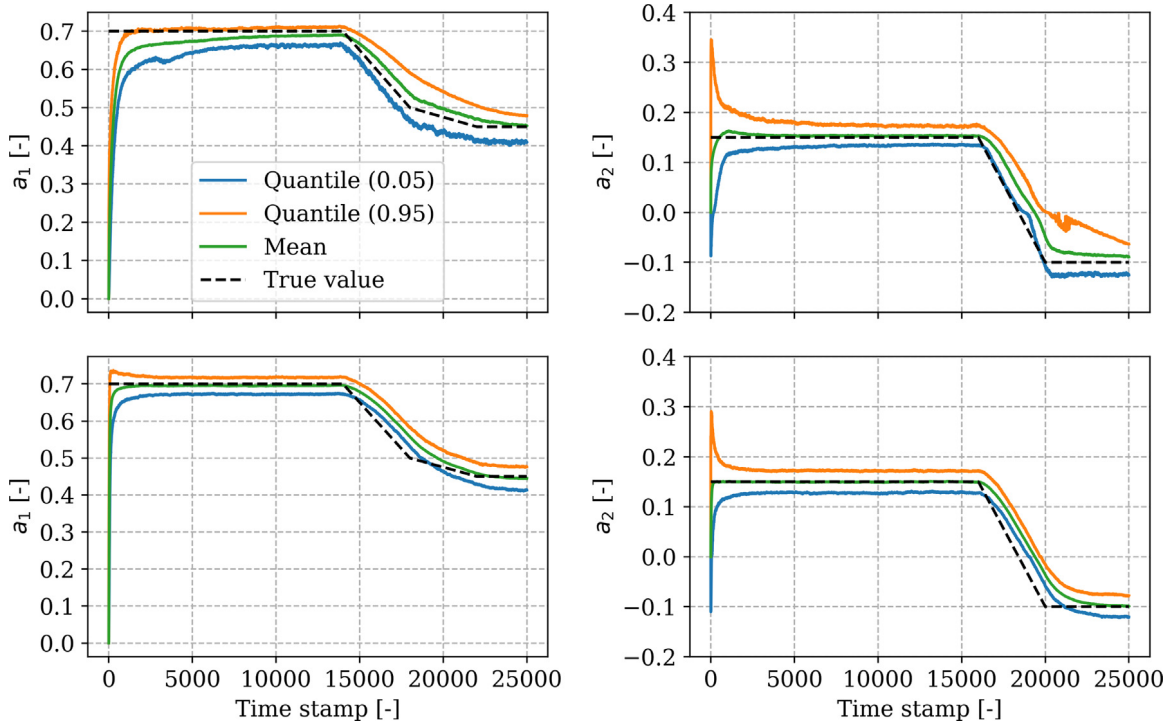 0.7
0.6
0.5
0.4
0.3
0.2
0.1
0.0
a1 [-]
Quantile (0.05)
Quantile (0.95)
Mean
True value
0.4
0.3
0.2
0.1
0.0
−0.1
−0.2
a2 [-]
0.7
0.6
0.5
0.4
0.3
0.2
0.1
0.0
a1 [-]
0 5000 10000 15000 20000 25000
Time stamp [-]
0.4
0.3
0.2
0.1
0.0
−0.1
−0.2
a2 [-]
0 5000 10000 15000 20000 25000
Time stamp [-]